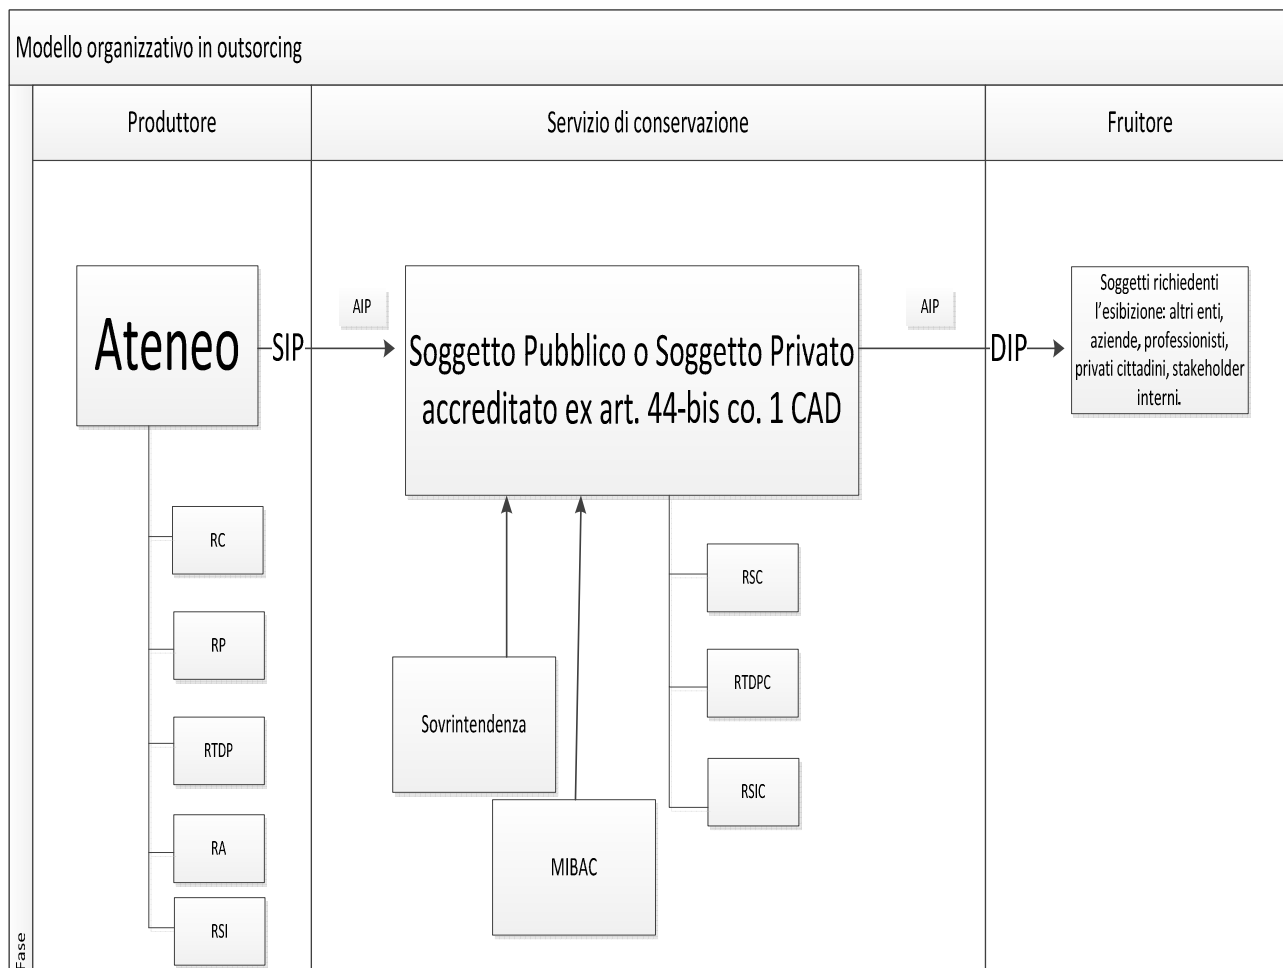 Modello organizzativo in outsorcing
Produttore
Servizio di conservazione
Fruitore
Ateneo
SIP
AIP
Soggetto Pubblico o Soggetto Privato
accreditato ex art. 44-bis co. 1 CAD
AIP
DIP
Soggetti richiedenti
l'esibizione: altri enti,
aziende, professionisti,
privati cittadini, stakeholder
interni.
RC
RP
RTDP
RA
RSI
Sovrintendenza
MIBAC
RSC
RTDPC
RSIC
Fase